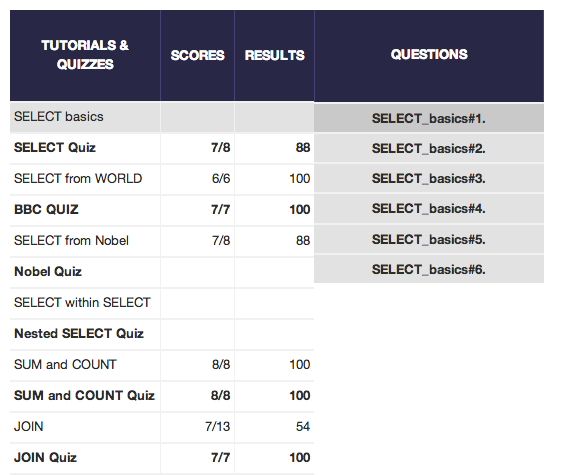 TUTORIALS & QUIZZES SCORES RESULTS QUESTIONS
SELECT basics SELECT_basics#1.
SELECT Quiz 7/8 88 SELECT_basics#2.
SELECT from WORLD 6/6 100 SELECT_basics#3.
BBC QUIZ 7/7 100 SELECT_basics#4.
SELECT from Nobel 7/8 88 SELECT_basics#5.
Nobel Quiz SELECT_basics#6.
SELECT within SELECT
Nested SELECT Quiz
SUM and COUNT 8/8 100
SUM and COUNT Quiz 8/8 100
JOIN 7/13 54
JOIN Quiz 7/7 100